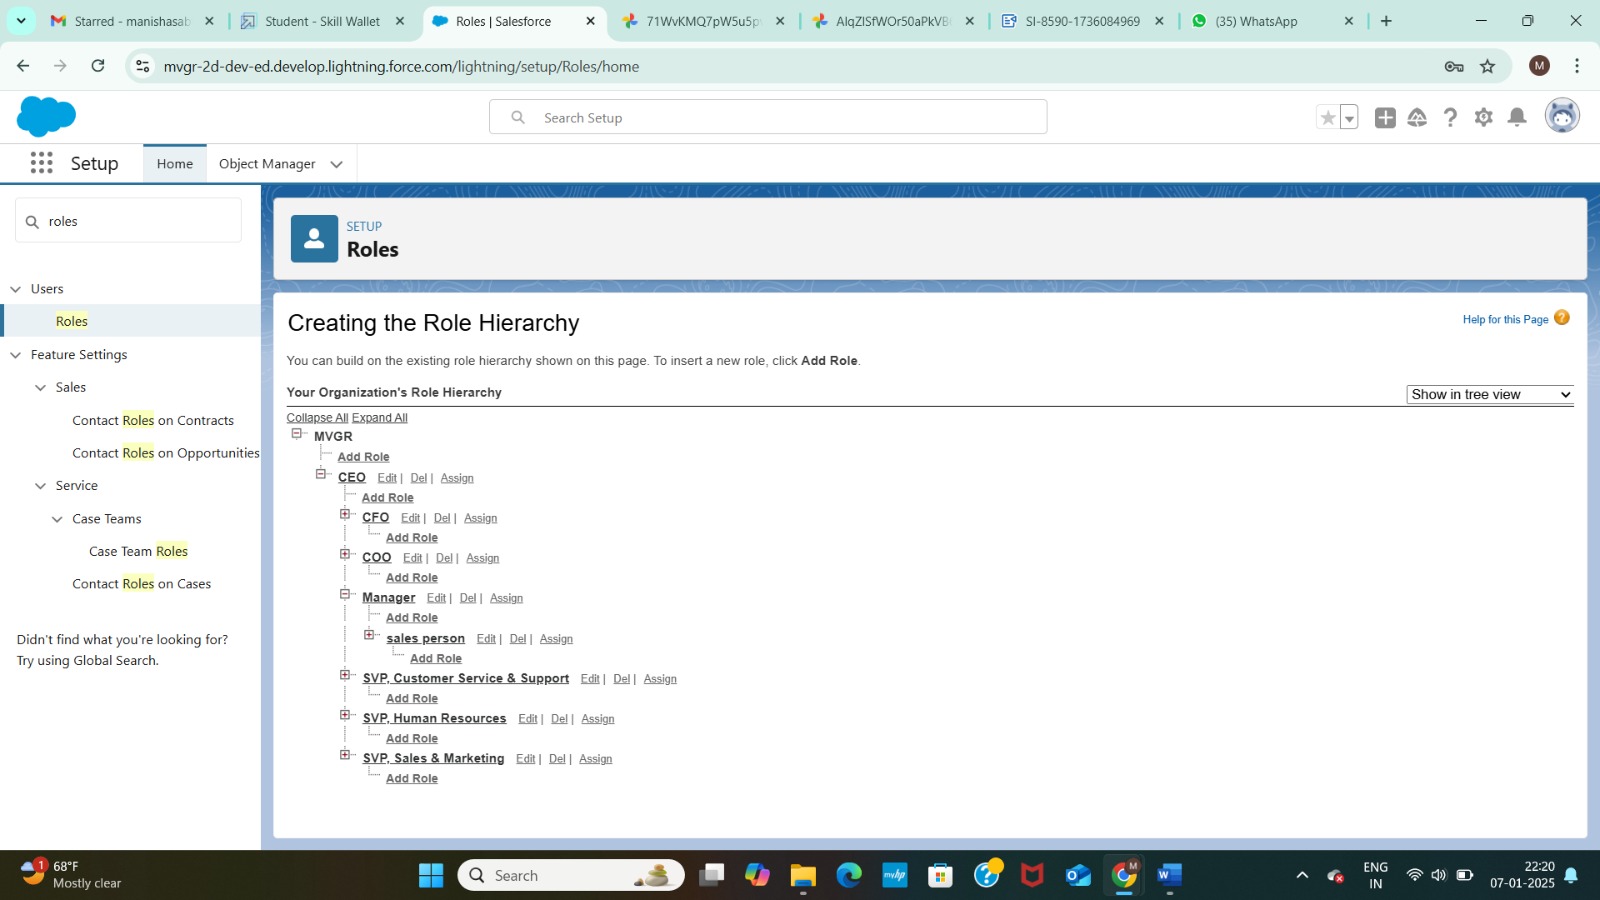 Starred - manishasab
Student - Skill Wallet
Roles | Salesforce
71WvKMQ7pW5u5p
SI-8590-1736084969
(35) WhatsApp
mvgr-2d-dev-ed.develop.lightning.force.com/lightning/setup/Roles/home
M
Search Setup
Setup
Home
Object Manager
roles
Users
Roles
Feature Settings
Sales
Contact Roles on Contracts
Contact Roles on Opportunities
Service
Case Teams
Case Team Roles
Contact Roles on Cases
Didn't find what you're looking for?
Try using Global Search.
SETUP
Roles
Creating the Role Hierarchy
Help for this Page ?
You can build on the existing role hierarchy shown on this page. To insert a new role, click Add Role.
Your Organization's Role Hierarchy
Show in tree view
Collapse All Expand All
MVGR
Add Role
CEO Edit | Del | Assign
Add Role
CFO Edit | Del | Assign
Add Role
COO Edit | Del | Assign
Add Role
Manager Edit | Del | Assign
Add Role
sales person Edit | Del | Assign
Add Role
SVP, Customer Service & Support Edit | Del | Assign
Add Role
SVP, Human Resources Edit | Del | Assign
Add Role
SVP, Sales & Marketing Edit | Del | Assign
Add Role
1
68°F
Mostly clear
Search
myhp
M
ENG
IN
22:20
07-01-2025